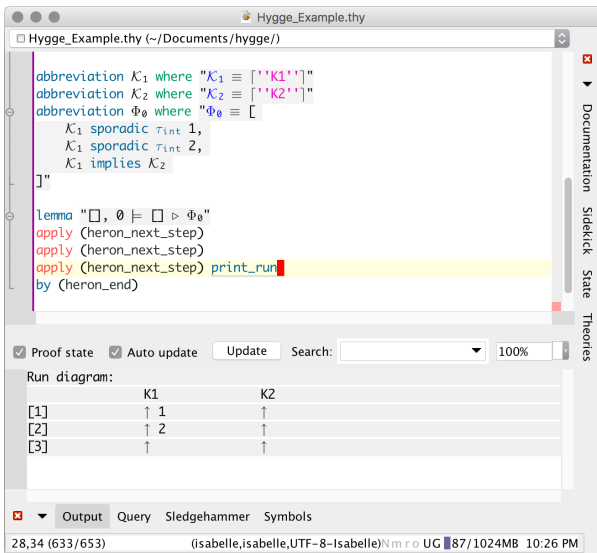 Hygge_Example.thy
Hygge_Example.thy (~/Documents/hygge/)
abbreviation 𝒦₁ where "𝒦₁ ≡ ⌈''K1''⌉"
abbreviation 𝒦₂ where "𝒦₂ ≡ ⌈''K2''⌉"
abbreviation Φ₀ where "Φ₀ ≡ [
𝒦₁ sporadic τᵢₙₜ 1,
𝒦₁ sporadic τᵢₙₜ 2,
𝒦₁ implies 𝒦₂
]"
lemma "[], 0 ⊨ [] ▹ Φ₀"
apply (heron_next_step)
apply (heron_next_step)
apply (heron_next_step) print_run
by (heron_end)
Documentation
Sidekick
State
Theories
Proof state Auto update Update Search: 100%
Run diagram:
K1 K2
[1] ↑ 1 ↑
[2] ↑ 2 ↑
[3] ↑ ↑
Output Query Sledgehammer Symbols
28,34 (633/653) (isabelle,isabelle,UTF-8-Isabelle)Nmro UG 87/1024MB 10:26 PM